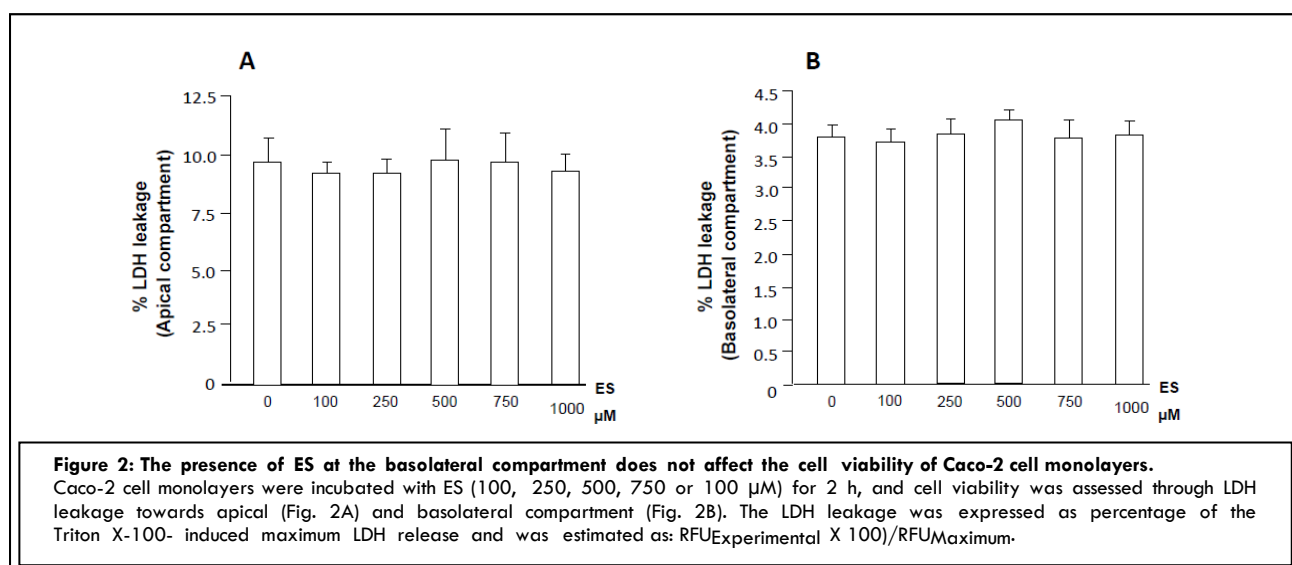 A
12.5
10.0
7.5
5.0
2.5
0
% LDH leakage
(Apical compartment)
0 100 250 500 750 1000
ES
µM
B
4.5
4.0
3.5
3.0
2.5
2.0
1.5
1.0
0.5
0
% LDH leakage
(Basolateral compartment)
0 100 250 500 750 1000
ES
µM
Figure 2: The presence of ES at the basolateral compartment does not affect the cell viability of Caco-2 cell monolayers.
Caco-2 cell monolayers were incubated with ES (100, 250, 500, 750 or 100 µM) for 2 h, and cell viability was assessed through LDH
leakage towards apical (Fig. 2A) and basolateral compartment (Fig. 2B). The LDH leakage was expressed as percentage of the
Triton X-100- induced maximum LDH release and was estimated as: RFUExperimental X 100)/RFUMaximum.